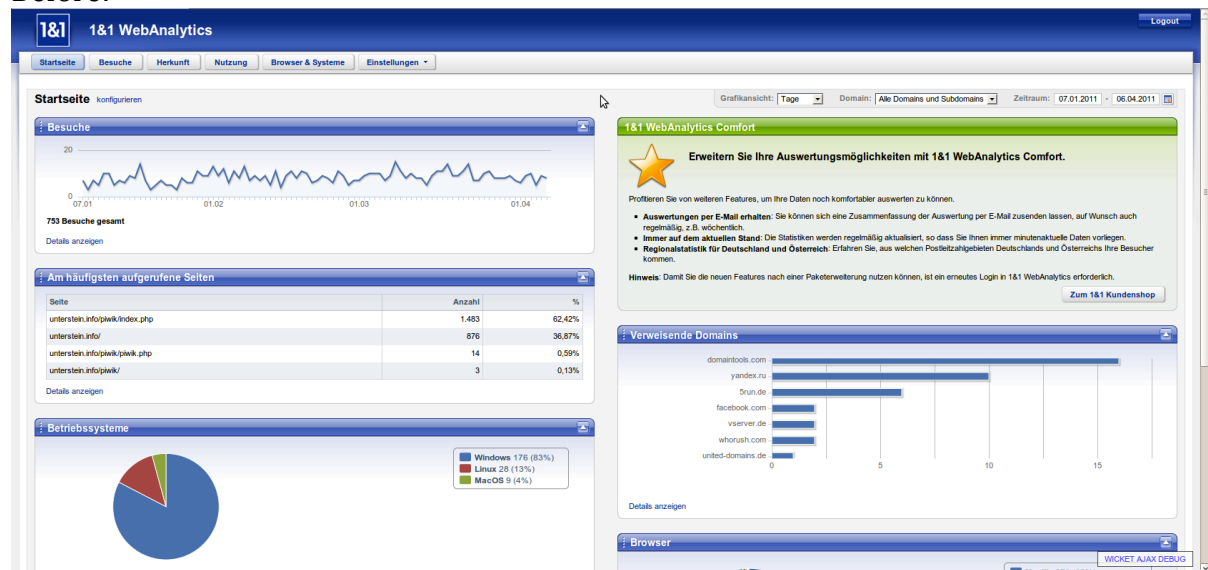 1&1 1&1 WebAnalytics
Logout
Startseite Besuche Herkunft Nutzung Browser & Systeme Einstellungen
Startseite konfigurieren
Grafikansicht: Tage Domain: Alle Domains und Subdomains Zeitraum: 07.01.2011 - 06.04.2011
Besuche
20
0
07.01 01.02 01.03 01.04
753 Besuche gesamt
Details anzeigen
Am häufigsten aufgerufene Seiten
Seite Anzahl %
unterstein.info/piwik/index.php 1.483 62,42%
unterstein.info/ 876 36,87%
unterstein.info/piwik/piwik.php 14 0,59%
unterstein.info/piwik/ 3 0,13%
Details anzeigen
Betriebssysteme
Windows 176 (83%)
Linux 28 (13%)
MacOS 9 (4%)
1&1 WebAnalytics Comfort
Erweitern Sie Ihre Auswertungsmöglichkeiten mit 1&1 WebAnalytics Comfort.
Profitieren Sie von weiteren Features, um Ihre Daten noch komfortabler auswerten zu können.
Auswertungen per E-Mail erhalten: Sie können sich eine Zusammenfassung der Auswertung per E-Mail zusenden lassen, auf Wunsch auch
regelmäßig, z.B. wöchentlich.
Immer auf dem aktuellen Stand: Die Statistiken werden regelmäßig aktualisiert, so dass Sie Ihnen immer minutenaktuelle Daten vorliegen.
Regionalstatistik für Deutschland und Österreich: Erfahren Sie, aus welchen Postleitzahlgebieten Deutschlands und Österreichs Ihre Besucher
kommen.
Hinweis: Damit Sie die neuen Features nach einer Paketerweiterung nutzen können, ist ein erneutes Login in 1&1 WebAnalytics erforderlich.
Zum 1&1 Kundenshop
Verweisende Domains
domaintools.com
yandex.ru
5run.de
facebook.com
vserver.de
whorush.com
united-domains.de
0 5 10 15
Details anzeigen
Browser
WICKET AJAX DEBUG